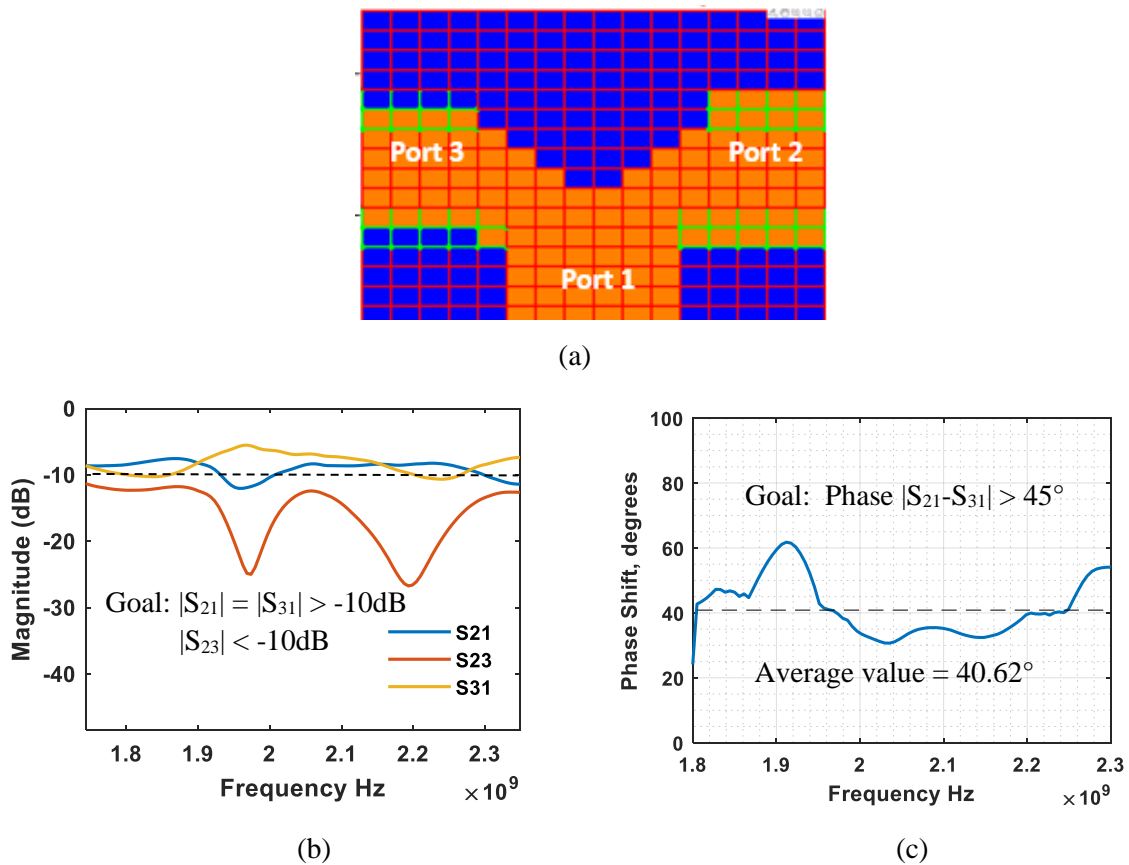 Port 3
Port 2
Port 1
(a)
0
-10
-20
-30
-40
Magnitude (dB)
Goal: |S21| = |S31| > -10dB
|S23| < -10dB
S21
S23
S31
1.8 1.9 2 2.1 2.2 2.3
Frequency Hz
×10^9
(b)
100
80
60
40
20
0
Phase Shift, degrees
Goal: Phase |S21-S31| > 45°
Average value = 40.62°
1.8 1.9 2 2.1 2.2 2.3
Frequency Hz
×10^9
(c)